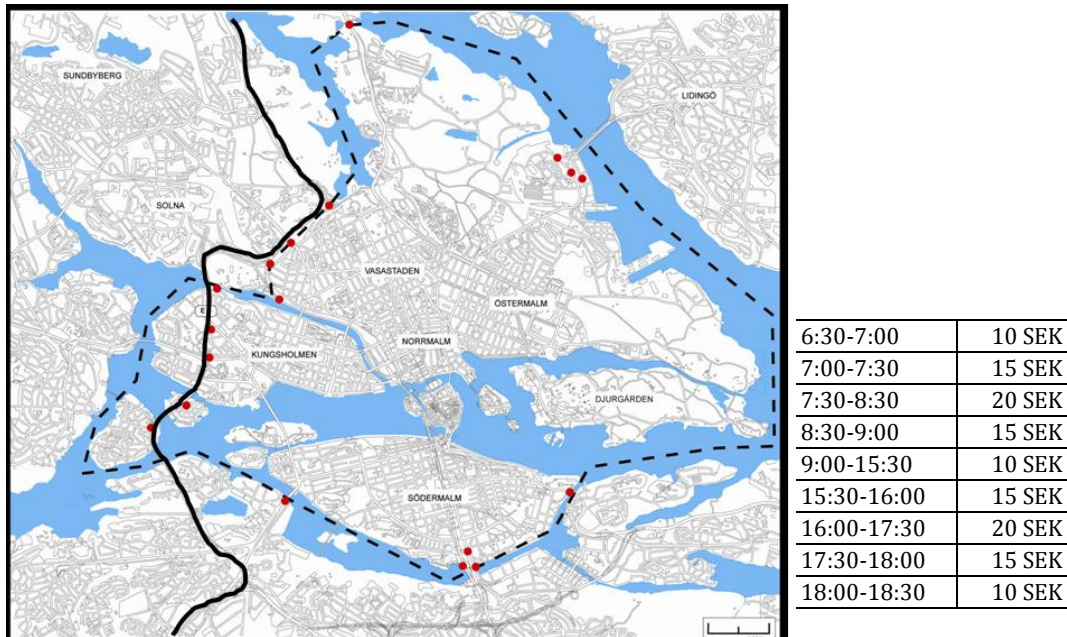 SUNDBYBERG
LIDINGÖ
SOLNA
VASASTADEN
ÖSTERMALM
E
NORRMALM
KUNGSHOLMEN
DJURGÅRDEN
SÖDERMALM
6:30-7:00 10 SEK
7:00-7:30 15 SEK
7:30-8:30 20 SEK
8:30-9:00 15 SEK
9:00-15:30 10 SEK
15:30-16:00 15 SEK
16:00-17:30 20 SEK
17:30-18:00 15 SEK
18:00-18:30 10 SEK